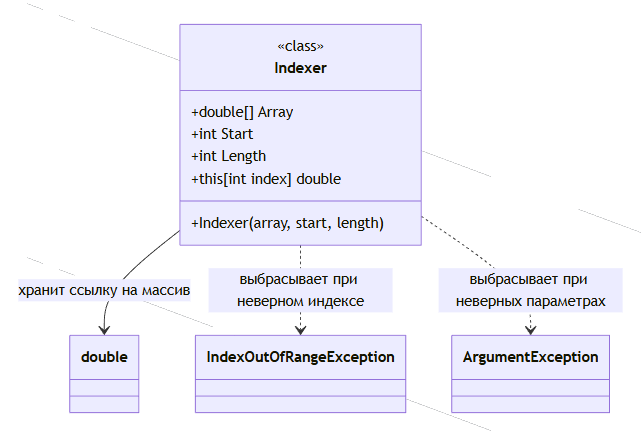 «class»
Indexer
+double[] Array
+int Start
+int Length
+this[int index] double
+Indexer(array, start, length)
хранит ссылку на массив
выбрасывает при
неверном индексе
выбрасывает при
неверных параметрах
double
IndexOutOfRangeException
ArgumentException